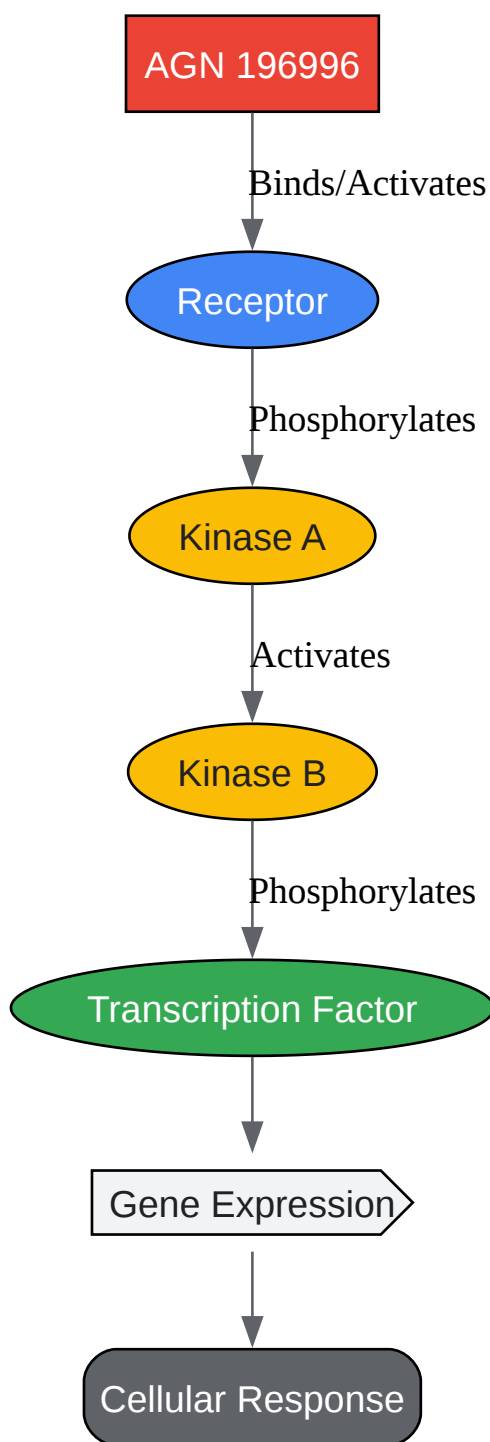 AGN 196996
Binds/Activates
Receptor
Phosphorylates
Kinase A
Activates
Kinase B
Phosphorylates
Transcription Factor
Gene Expression
Cellular Response